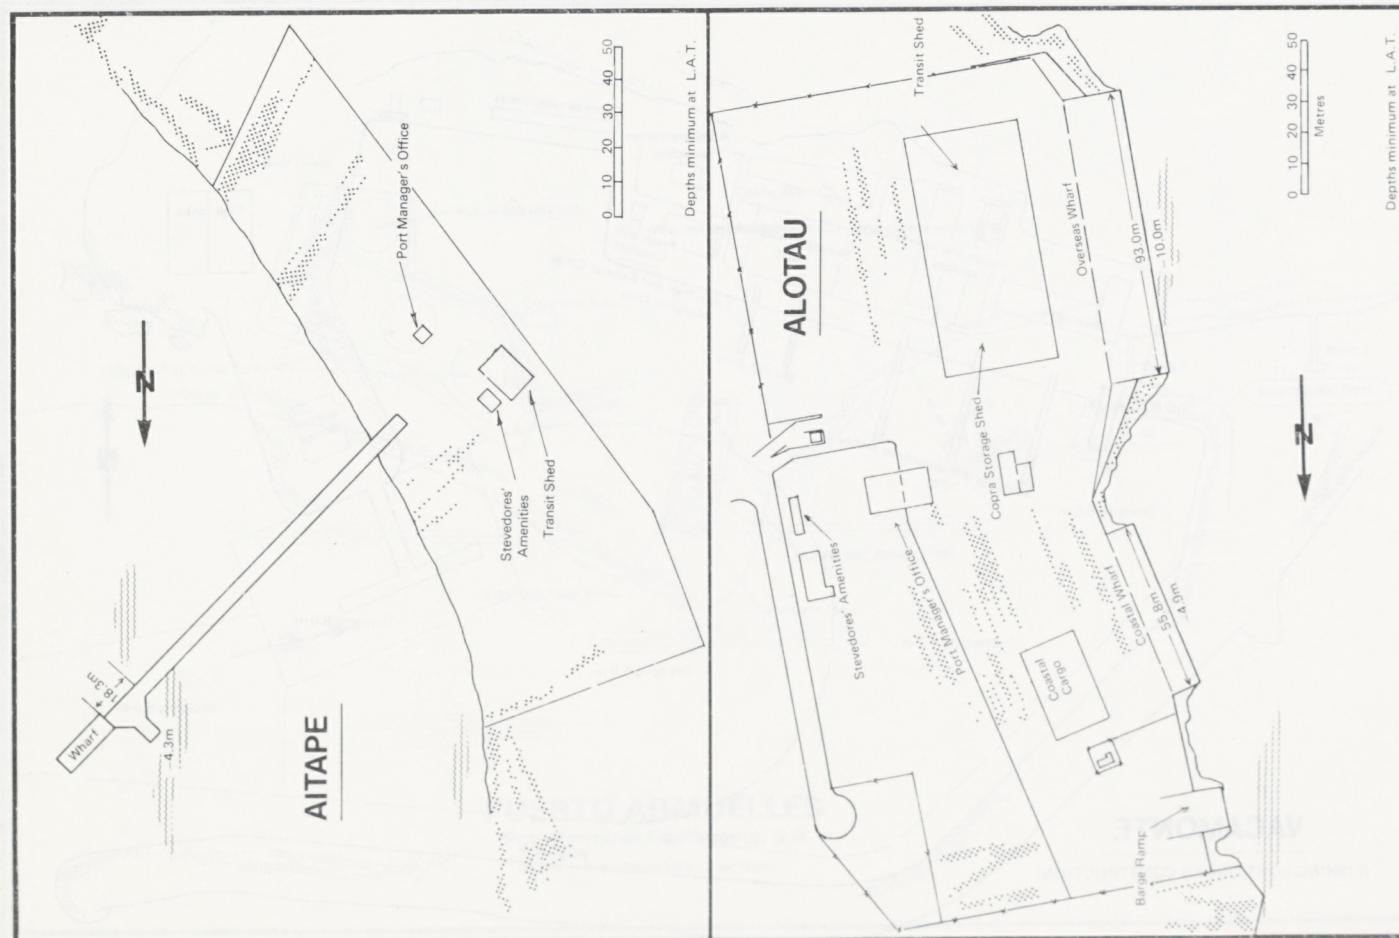 AITAPE
N
Wharf
18.3m
4.3m
Port Manager's Office
Stevedores'
Amenities
Transit Shed
0 10 20 30 40 50
Depths minimum at L.A.T.
ALOTAU
N
Transit Shed
Overseas Wharf
93.0m
10.0m
Copra Storage Shed
Stevedores' Amenities
Port Manager's Office
Coastal Wharf
55.8m
4.9m
Coastal
Cargo
Barge Ramp
0 10 20 30 40 50
Metres
Depths minimum at L.A.T.
PUERTO ARMUELLES
VACAMONTE